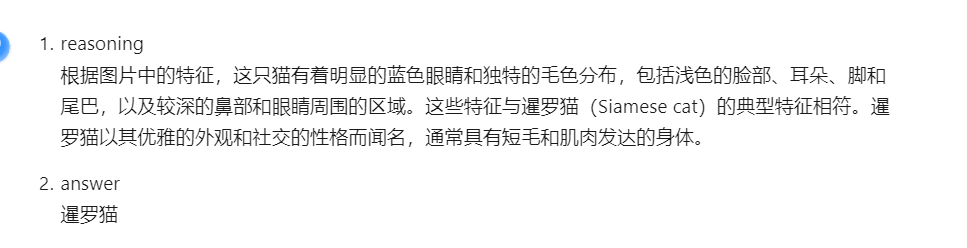 1. reasoning
根据图片中的特征，这只猫有着明显的蓝色眼睛和独特的毛色分布，包括浅色的脸部、耳朵、脚和
尾巴，以及较深的鼻部和眼睛周围的区域。这些特征与暹罗猫（Siamese cat）的典型特征相符。暹
罗猫以其优雅的外观和社交的性格而闻名，通常具有短毛和肌肉发达的身体。
2. answer
暹罗猫